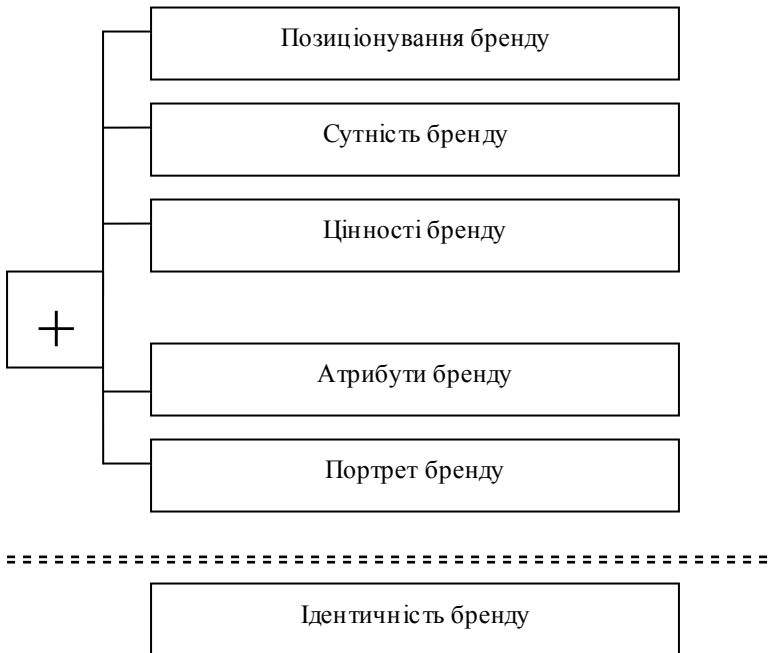 Позиціонування бренду
Сутність бренду
Цінності бренду
+
Атрибути бренду
Портрет бренду
Ідентичність бренду